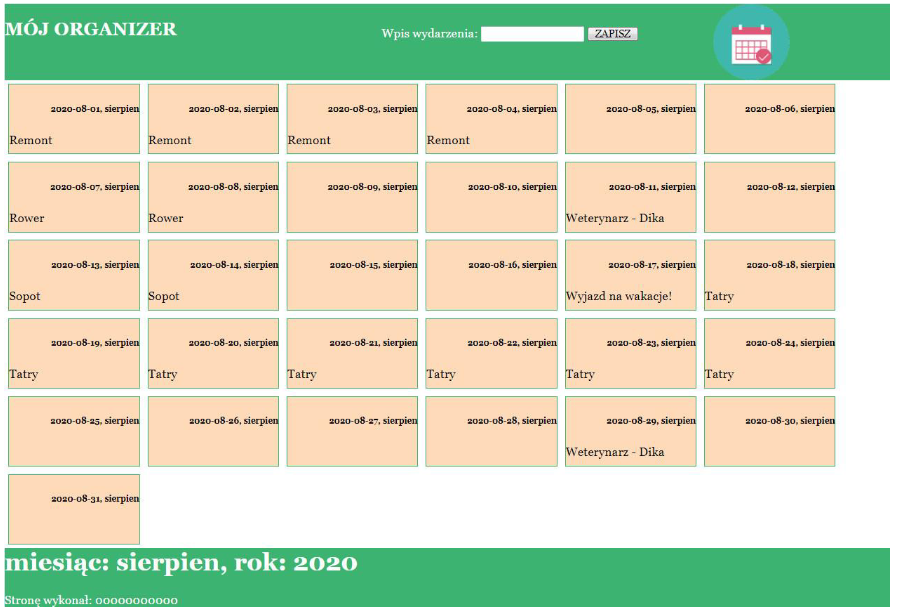 MÓJ ORGANIZER
Wpis wydarzenia: ZAPISZ
2020-08-01, sierpien
Remont
2020-08-02, sierpien
Remont
2020-08-03, sierpien
Remont
2020-08-04, sierpien
Remont
2020-08-05, sierpien
2020-08-06, sierpien
2020-08-07, sierpien
Rower
2020-08-08, sierpien
Rower
2020-08-09, sierpien
2020-08-10, sierpien
2020-08-11, sierpien
Weterynarz - Dika
2020-08-12, sierpien
2020-08-13, sierpien
Sopot
2020-08-14, sierpien
Sopot
2020-08-15, sierpien
2020-08-16, sierpien
2020-08-17, sierpien
Wyjazd na wakacje!
2020-08-18, sierpien
Tatry
2020-08-19, sierpien
Tatry
2020-08-20, sierpien
Tatry
2020-08-21, sierpien
Tatry
2020-08-22, sierpien
Tatry
2020-08-23, sierpien
Tatry
2020-08-24, sierpien
Tatry
2020-08-25, sierpien
2020-08-26, sierpien
2020-08-27, sierpien
2020-08-28, sierpien
2020-08-29, sierpien
Weterynarz - Dika
2020-08-30, sierpien
2020-08-31, sierpien
miesiąc: sierpien, rok: 2020
Stronę wykonał: 00000000000